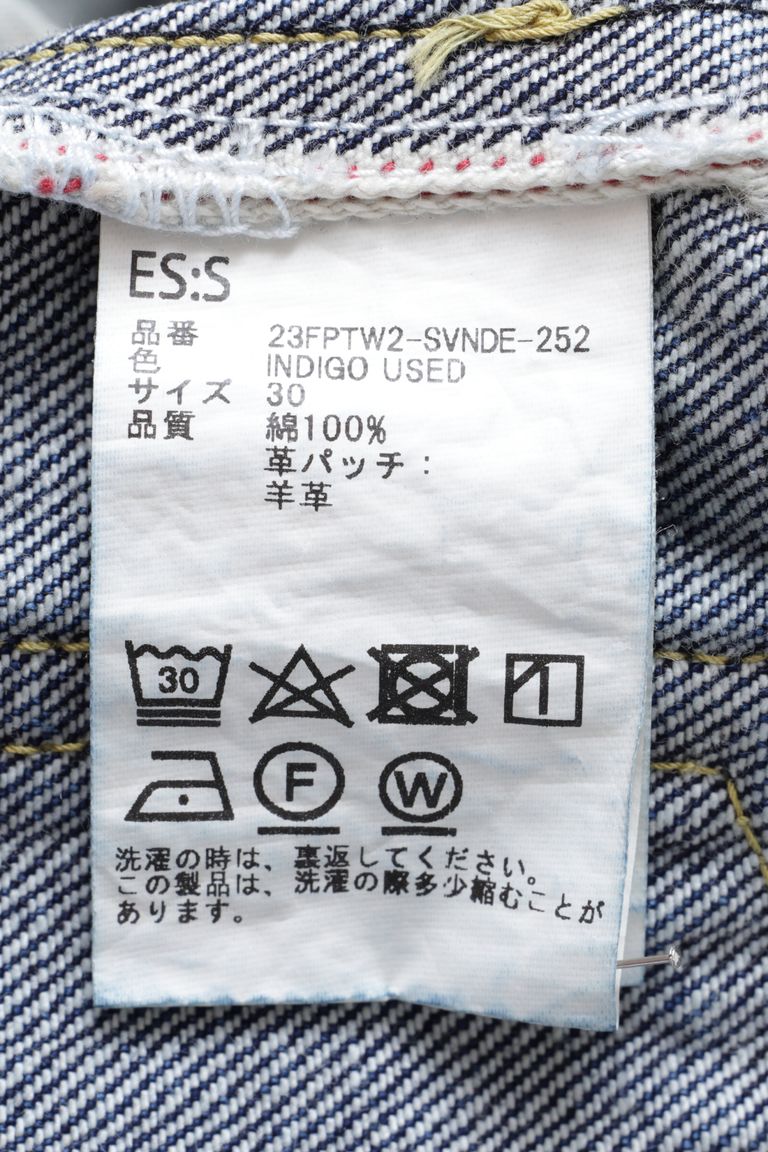 ES:S
品番 23FPTW2-SVNDE-252
色 INDIGO USED
サイズ 30
品質 綿100%
革パッチ:
羊革
30
F W
洗濯の時は、裏返してください。
この製品は、洗濯の際多少縮むことが
あります。